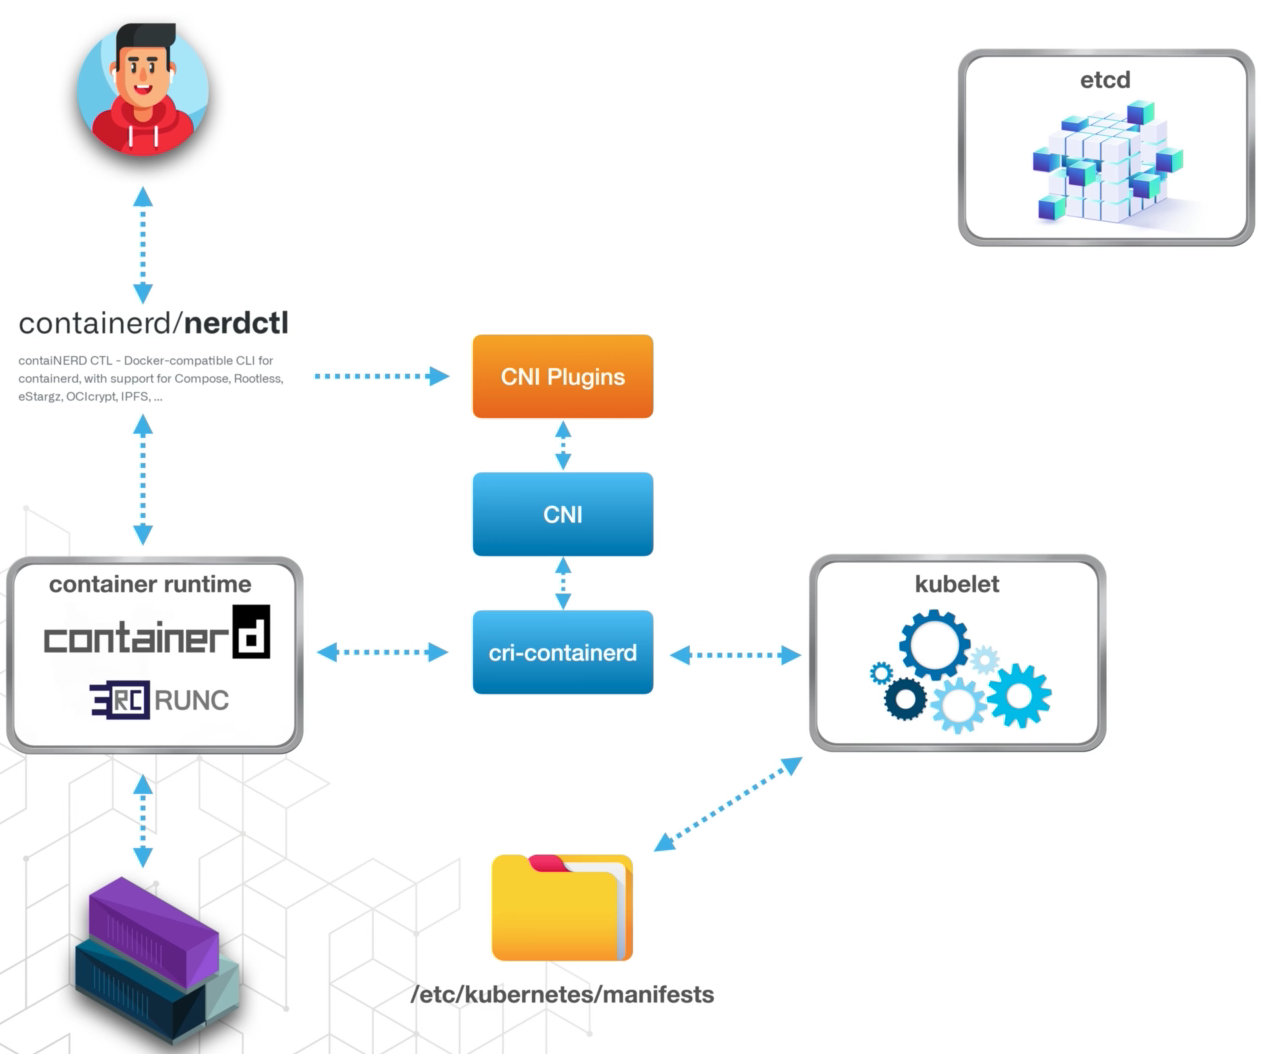 etcd
containerd/nerdctl
contaiNERD CTL - Docker-compatible CLI for
containerd, with support for Compose, Rootless,
eStargz, OCIcrypt, IPFS, ...
CNI Plugins
CNI
container runtime
containerd
RC RUNC
cri-containerd
kubelet
/etc/kubernetes/manifests